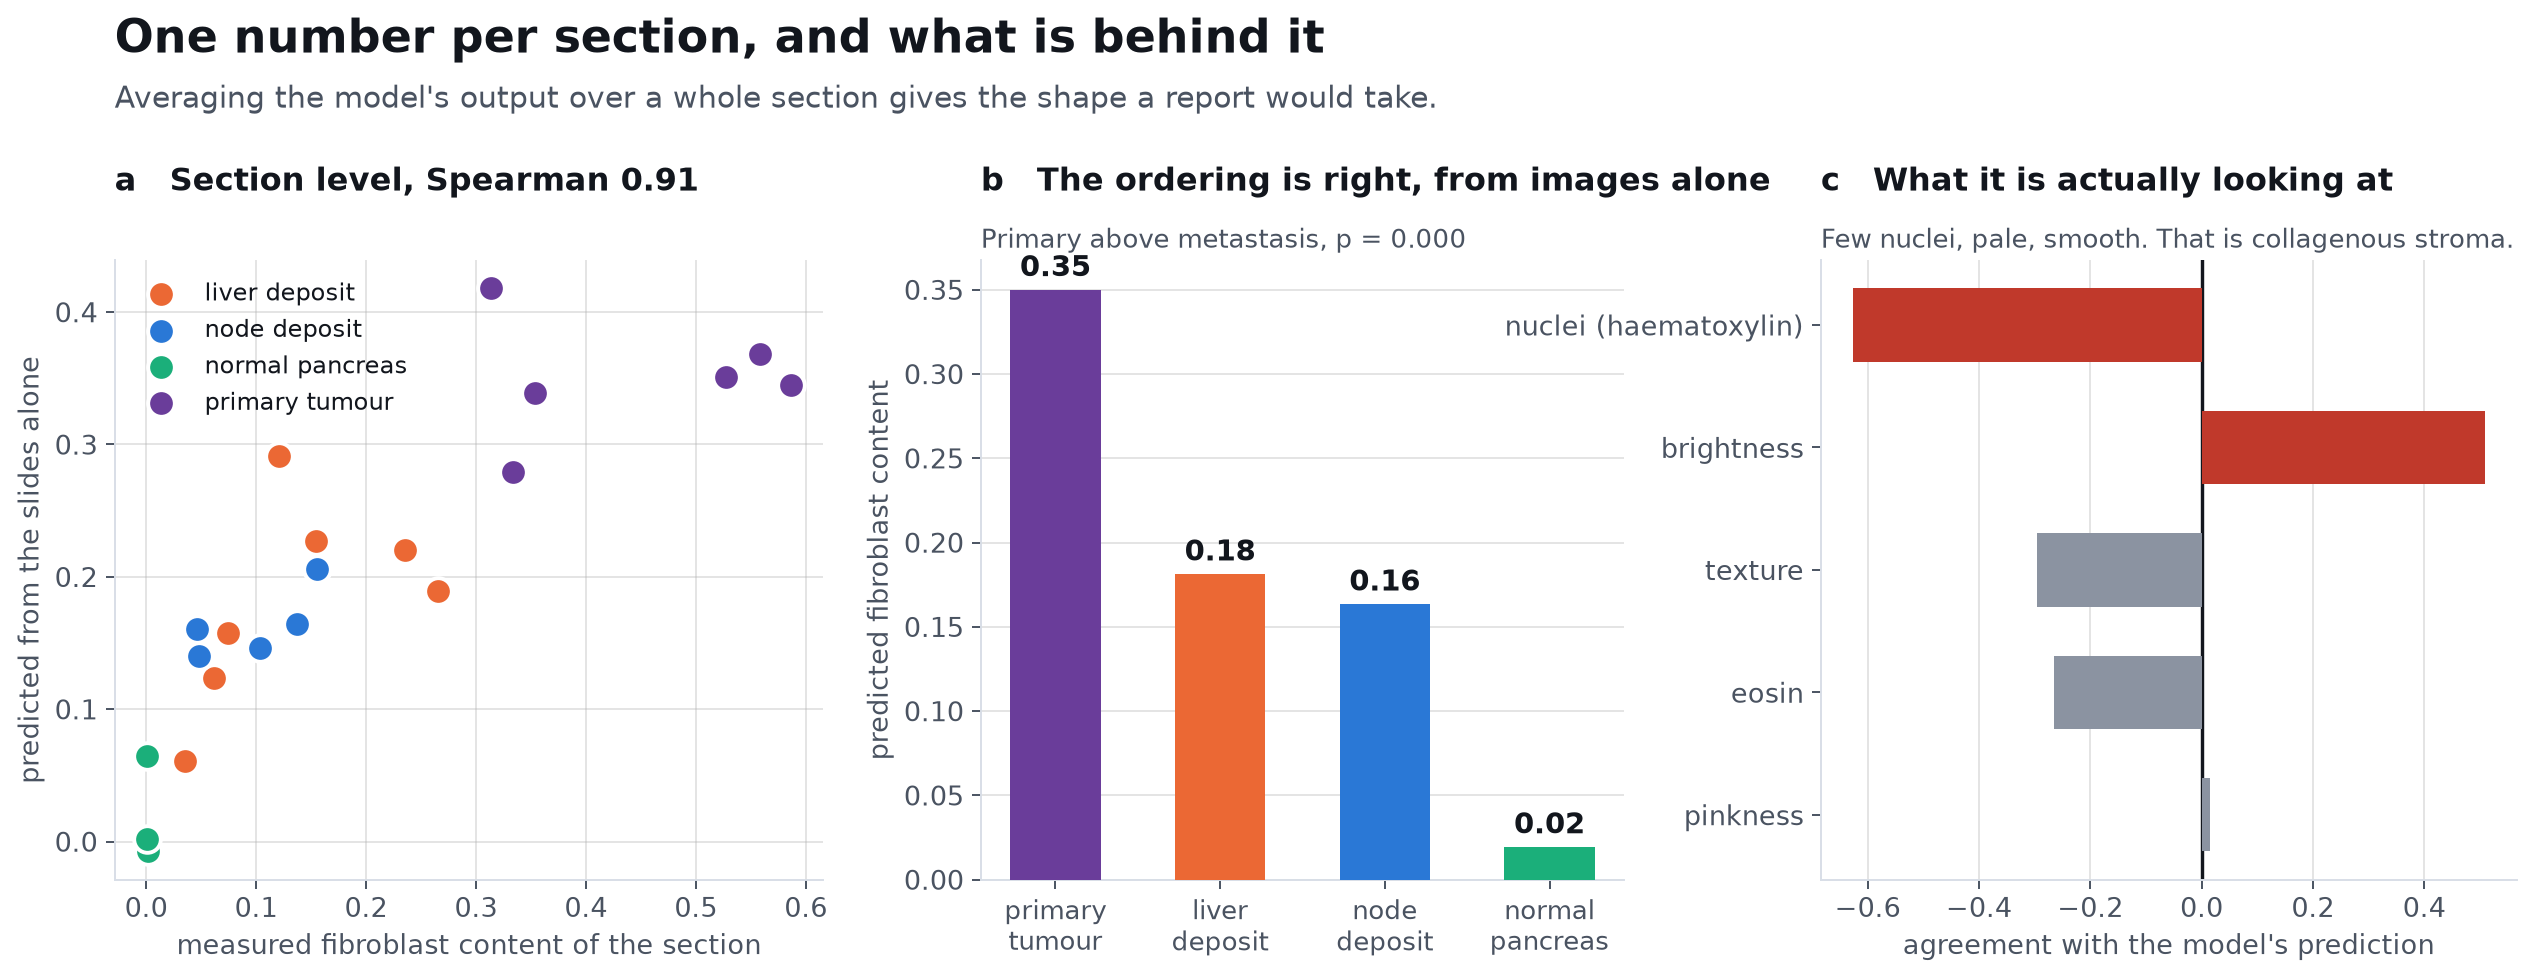 One number per section, and what is behind it
Averaging the model's output over a whole section gives the shape a report would take.
a Section level, Spearman 0.91
liver deposit
node deposit
normal pancreas
primary tumour
predicted from the slides alone
0.4
0.3
0.2
0.1
0.0
0.0 0.1 0.2 0.3 0.4 0.5 0.6
measured fibroblast content of the section
b The ordering is right, from images alone
Primary above metastasis, p = 0.000
predicted fibroblast content
0.35
0.30
0.25
0.20
0.15
0.10
0.05
0.00
0.35
0.18
0.16
0.02
primary
tumour
liver
deposit
node
deposit
normal
pancreas
c What it is actually looking at
Few nuclei, pale, smooth. That is collagenous stroma.
nuclei (haematoxylin)
brightness
texture
eosin
pinkness
−0.6 −0.4 −0.2 0.0 0.2 0.4
agreement with the model's prediction